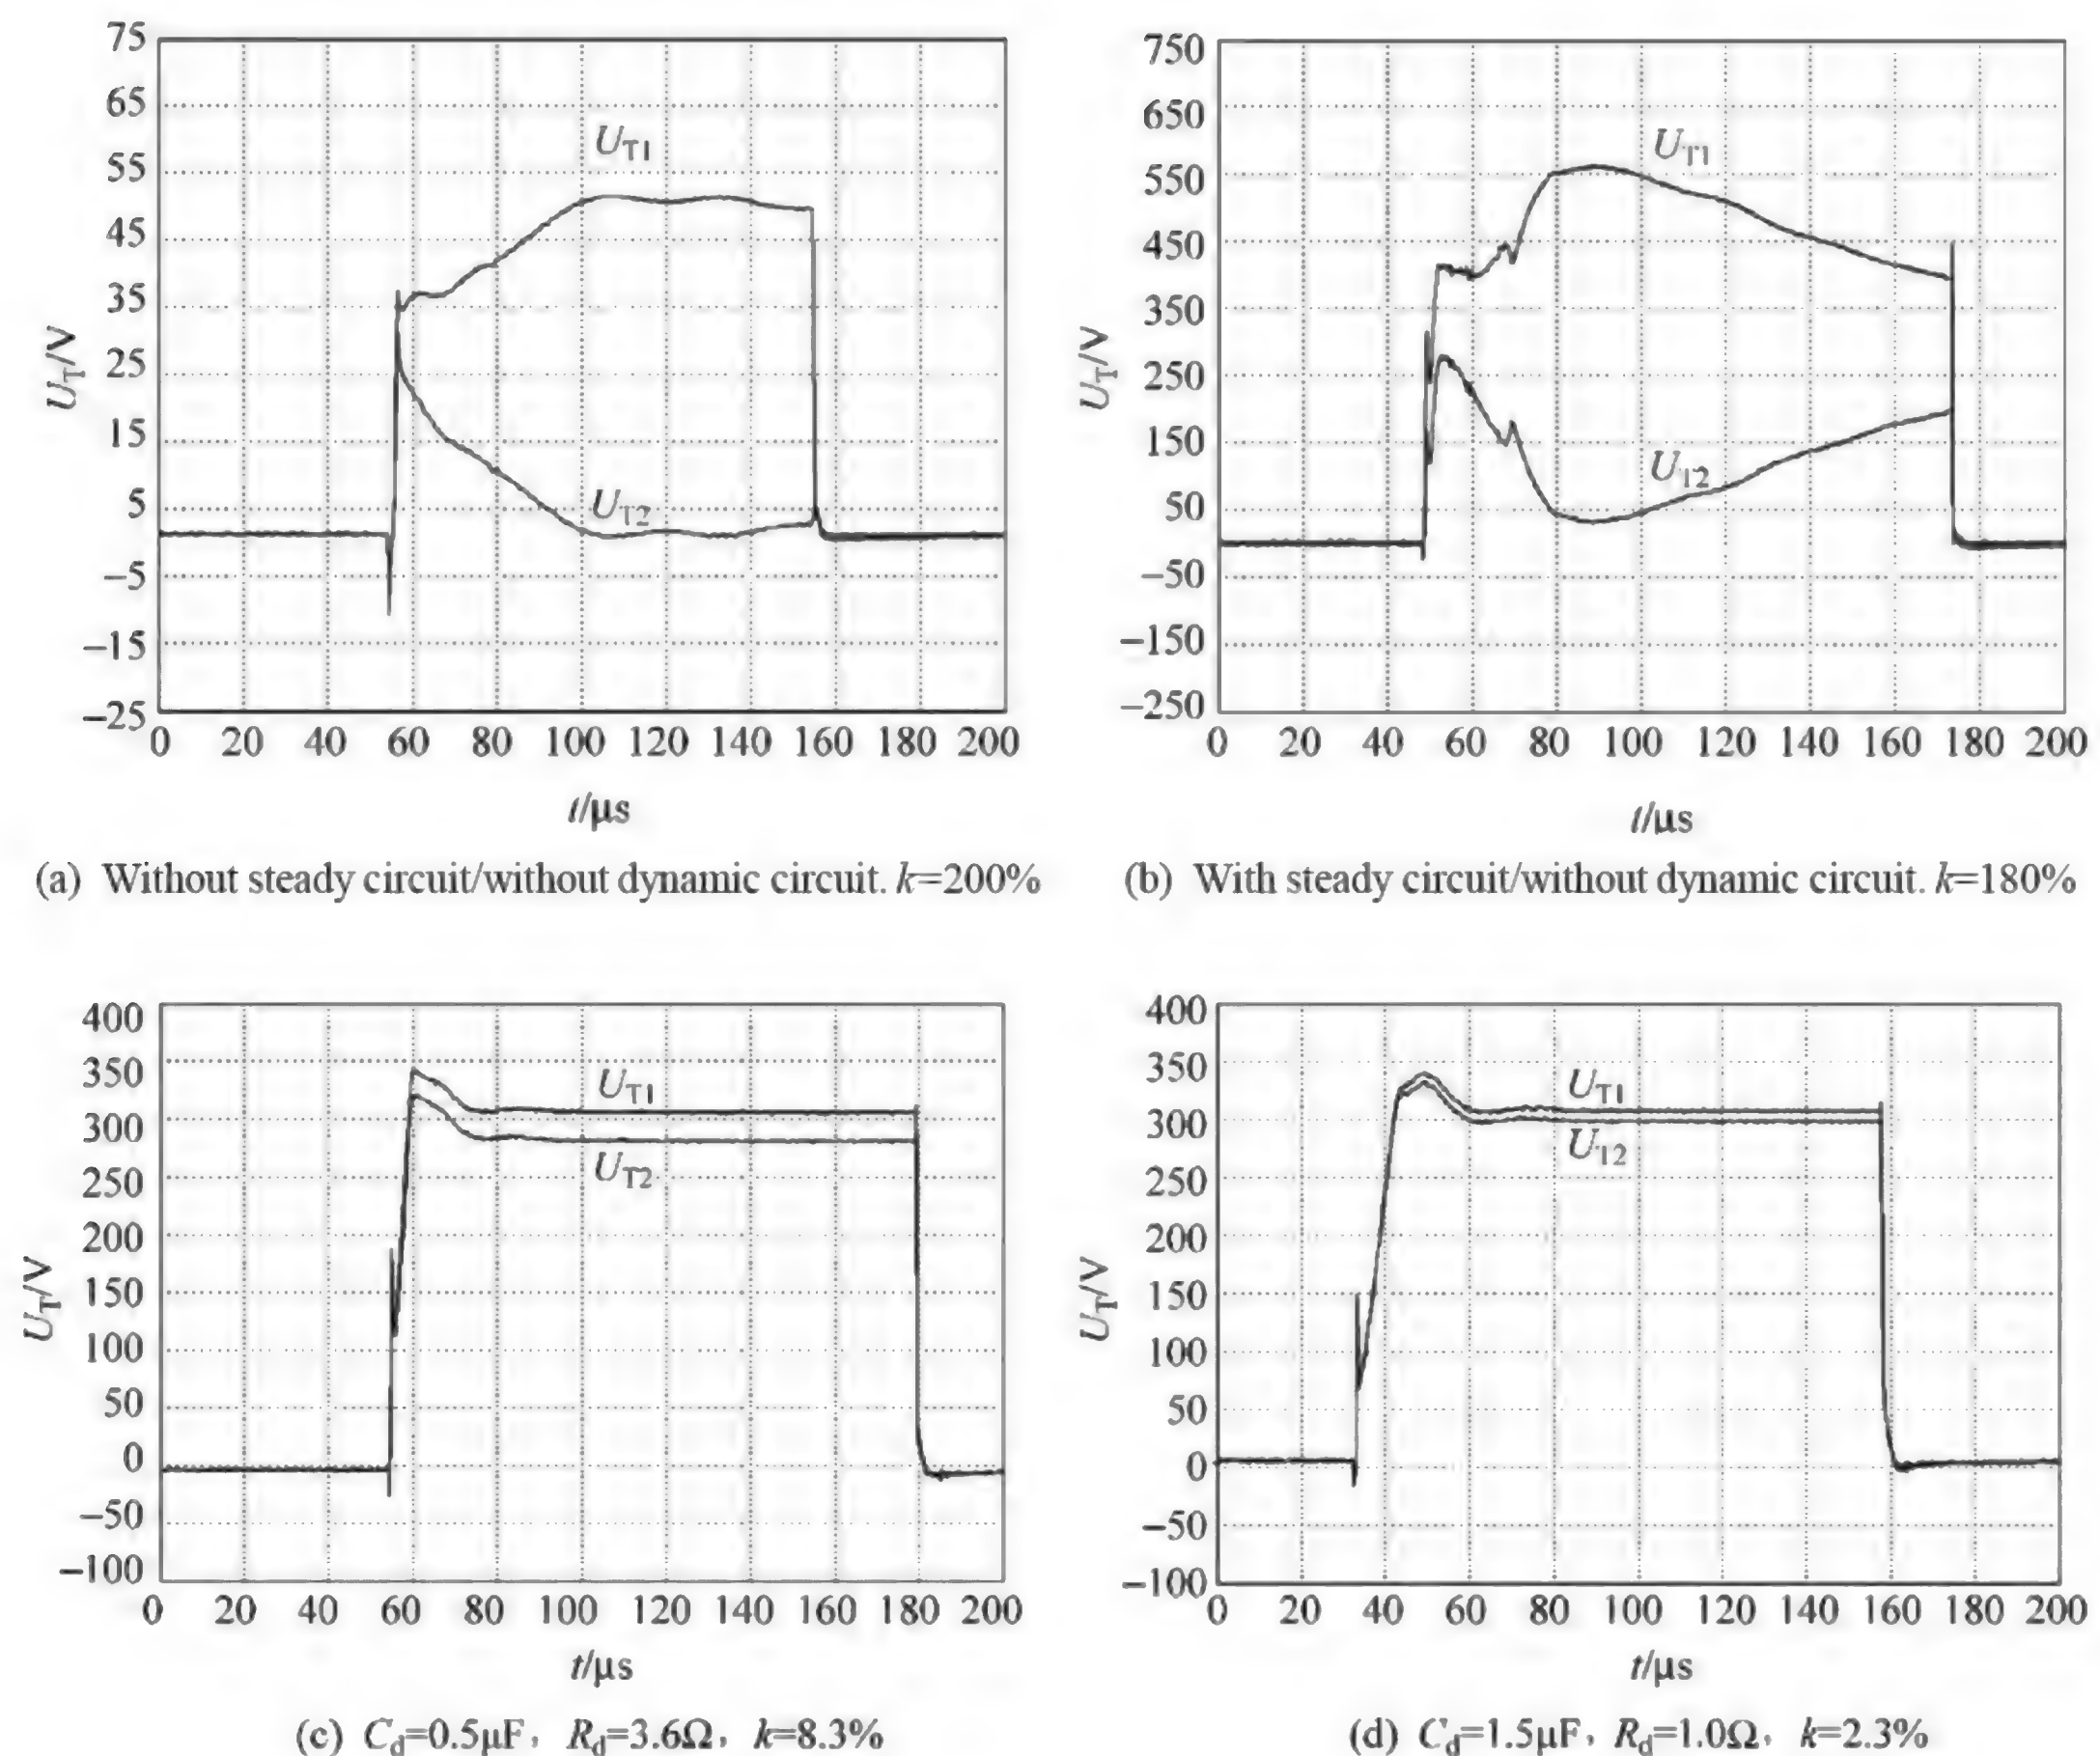 75
65
55
45
35
25
15
5
–5
–15
–25
U_T/V
U_T1
U_T2
0 20 40 60 80 100 120 140 160 180 200
t/μs
(a) Without steady circuit/without dynamic circuit. k=200%
750
650
550
450
350
250
150
50
–50
–150
–250
U_T/V
U_T1
U_T2
0 20 40 60 80 100 120 140 160 180 200
t/μs
(b) With steady circuit/without dynamic circuit. k=180%
400
350
300
250
200
150
100
50
0
–50
–100
U_T/V
U_T1
U_T2
0 20 40 60 80 100 120 140 160 180 200
t/μs
(c) C_d=0.5μF, R_d=3.6Ω, k=8.3%
400
350
300
250
200
150
100
50
0
–50
–100
U_T/V
U_T1
U_T2
0 20 40 60 80 100 120 140 160 180 200
t/μs
(d) C_d=1.5μF, R_d=1.0Ω, k=2.3%